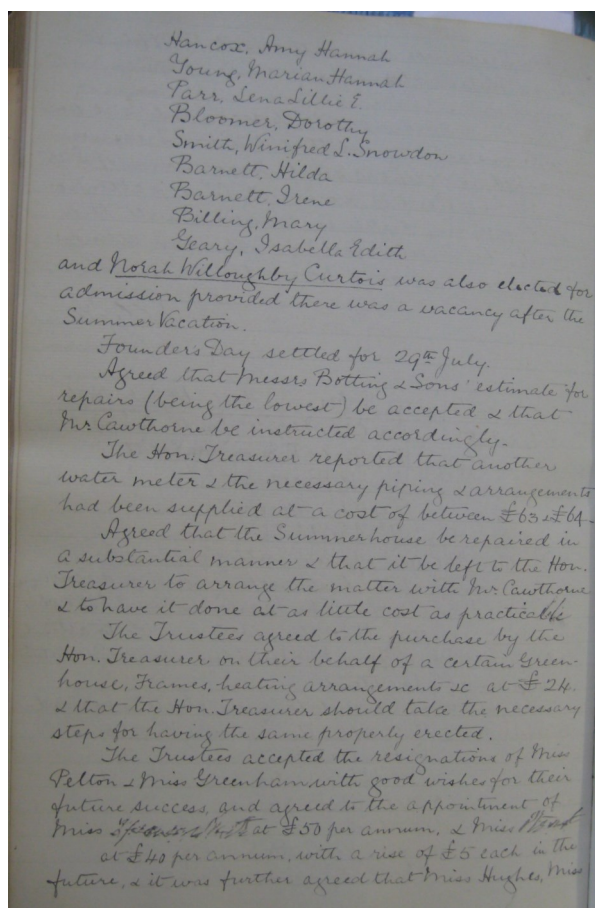 Hancox, Amy Hannah
Young, Marian Hannah
Parr, Lena Lillie E.
Bloomer, Dorothy
Smith, Winifred L. Snowdon
Barnett, Hilda
Barnett, Irene
Billing, Mary
Geary, Isabella Edith
and Norah Willoughby Curtois was also elected for
admission provided there was a vacancy after the
Summer Vacation.
Founder's Day settled for 29th July.
Agreed that Messrs Botting & Sons' estimate for
repairs (being the lowest) be accepted & that
Mr. Cawthorne be instructed accordingly.
The Hon. Treasurer reported that another
water meter & the necessary piping & arrangements
had been supplied at a cost of between £63 & £64.
Agreed that the Summerhouse be repaired in
a substantial manner & that it be left to the Hon.
Treasurer to arrange the matter with Mr. Cawthorne
& to have it done at as little cost as practicable
The Trustees agreed to the purchase by the
Hon. Treasurer on their behalf of a certain Green-
house, Frames, heating arrangements &c at £24.
& that the Hon. Treasurer should take the necessary
steps for having the same properly erected.
The Trustees accepted the resignations of Miss
Pelton & Miss Greenham, with good wishes for their
future success, and agreed to the appointment of
Miss at £50 per annum, & Miss
at £40 per annum, with a rise of £5 each in the
future, & it was further agreed that Miss Hughes, Miss